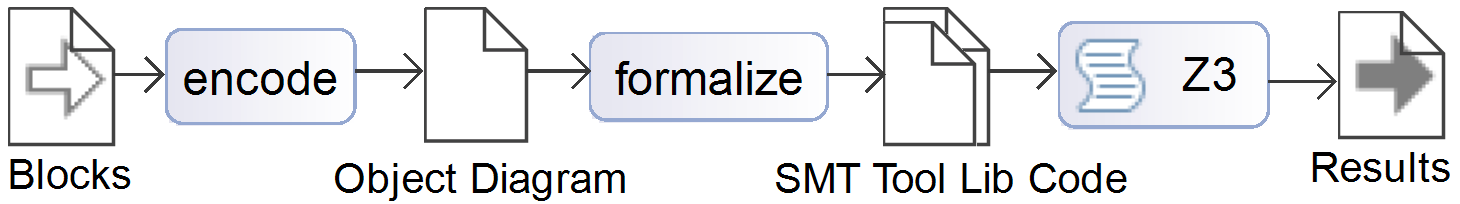 encode
formalize
Z3
Blocks
Object Diagram
SMT Tool Lib Code
Results